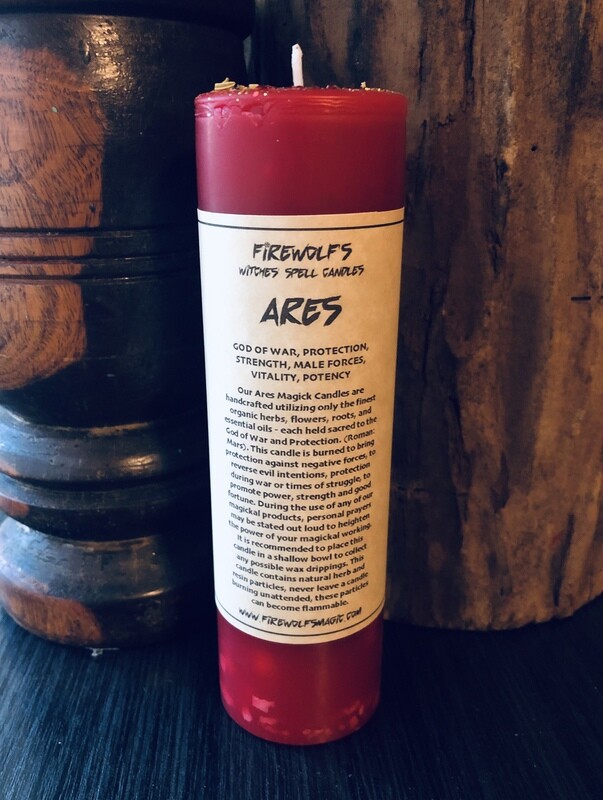 FIREWOLF'S
WITCHES SPELL CANDLES
ARES
GOD OF WAR, PROTECTION,
STRENGTH, MALE FORCES,
VITALITY, POTENCY
Our Ares Magick Candles are
handcrafted utilizing only the finest
organic herbs, flowers, roots, and
essential oils - each held sacred to the
God of War and Protection. (Roman:
Mars). This candle is burned to bring
protection against negative forces, to
reverse evil intentions, protection
during war or times of struggle, to
promote power, strength and good
fortune. During the use of any of our
magickal products, personal prayers
may be stated out loud to heighten
the power of your magickal working.
It is recommended to place this
candle in a shallow bowl to collect
any possible wax drippings. This
candle contains natural herb and
resin particles, never leave a candle
burning unattended, these particles
can become flammable.
WWW.FIREWOLFSMAGIC.COM